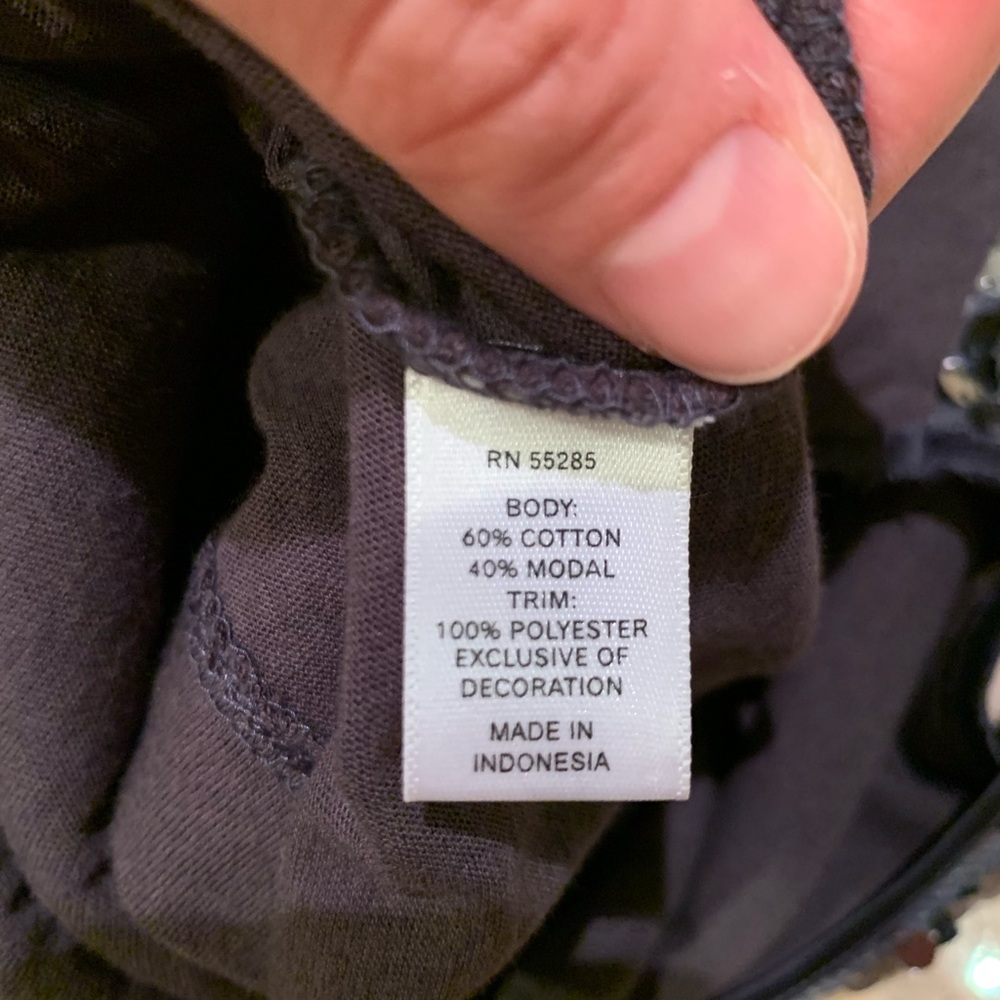 RN 55285
BODY:
60% COTTON
40% MODAL
TRIM:
100% POLYESTER
EXCLUSIVE OF
DECORATION
MADE IN
INDONESIA